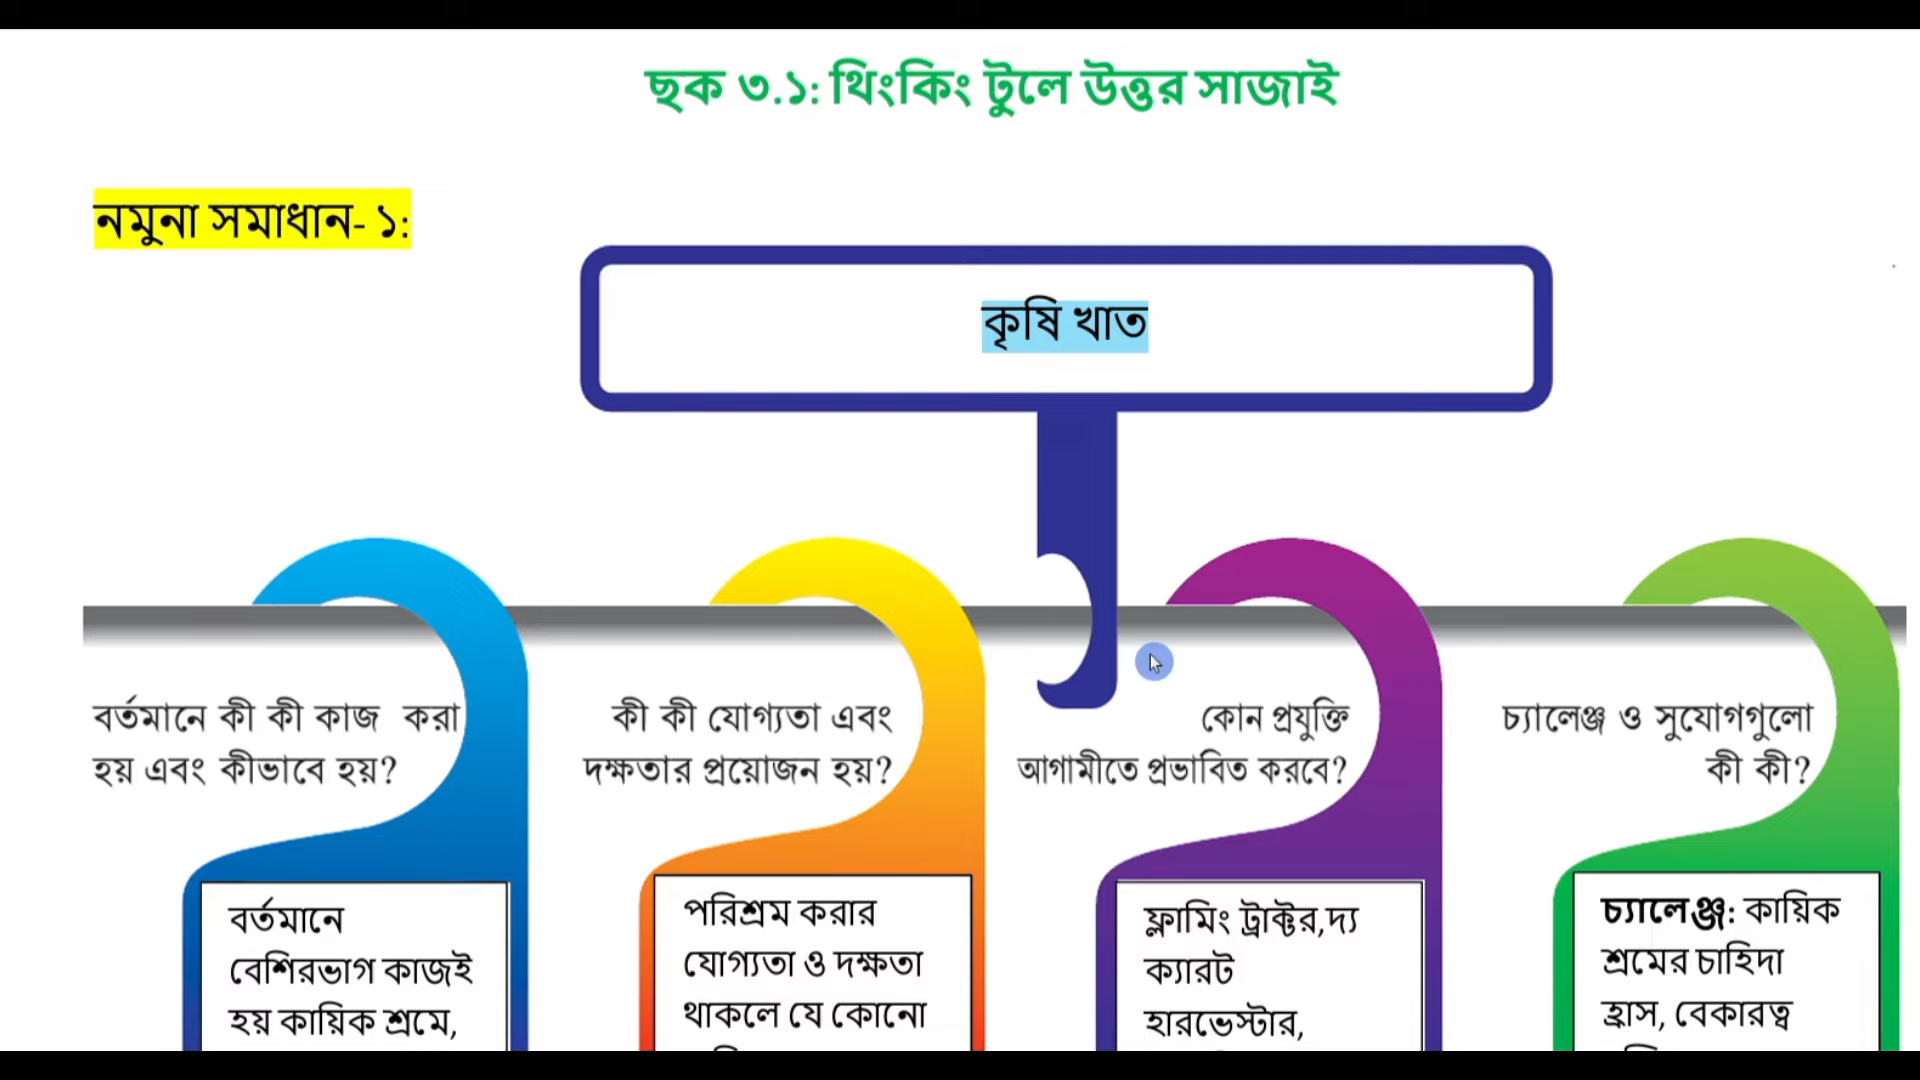 ছক ৩.১: থিংকিং টুলে উত্তর সাজাই
নমুনা সমাধান- ১:
কৃষি খাত
বর্তমানে কী কী কাজ করা
হয় এবং কীভাবে হয়?
কী কী যোগ্যতা এবং
দক্ষতার প্রয়োজন হয়?
কোন প্রযুক্তি
আগামীতে প্রভাবিত করবে?
চ্যালেঞ্জ ও সুযোগগুলো
কী কী?
বর্তমানে
বেশিরভাগ কাজই
হয় কায়িক শ্রমে,
পরিশ্রম করার
যোগ্যতা ও দক্ষতা
থাকলে যে কোনো
ফ্লামিং ট্রাক্টর,দ্য
ক্যারট
হারভেস্টার,
চ্যালেঞ্জ: কায়িক
শ্রমের চাহিদা
হ্রাস, বেকারত্ব